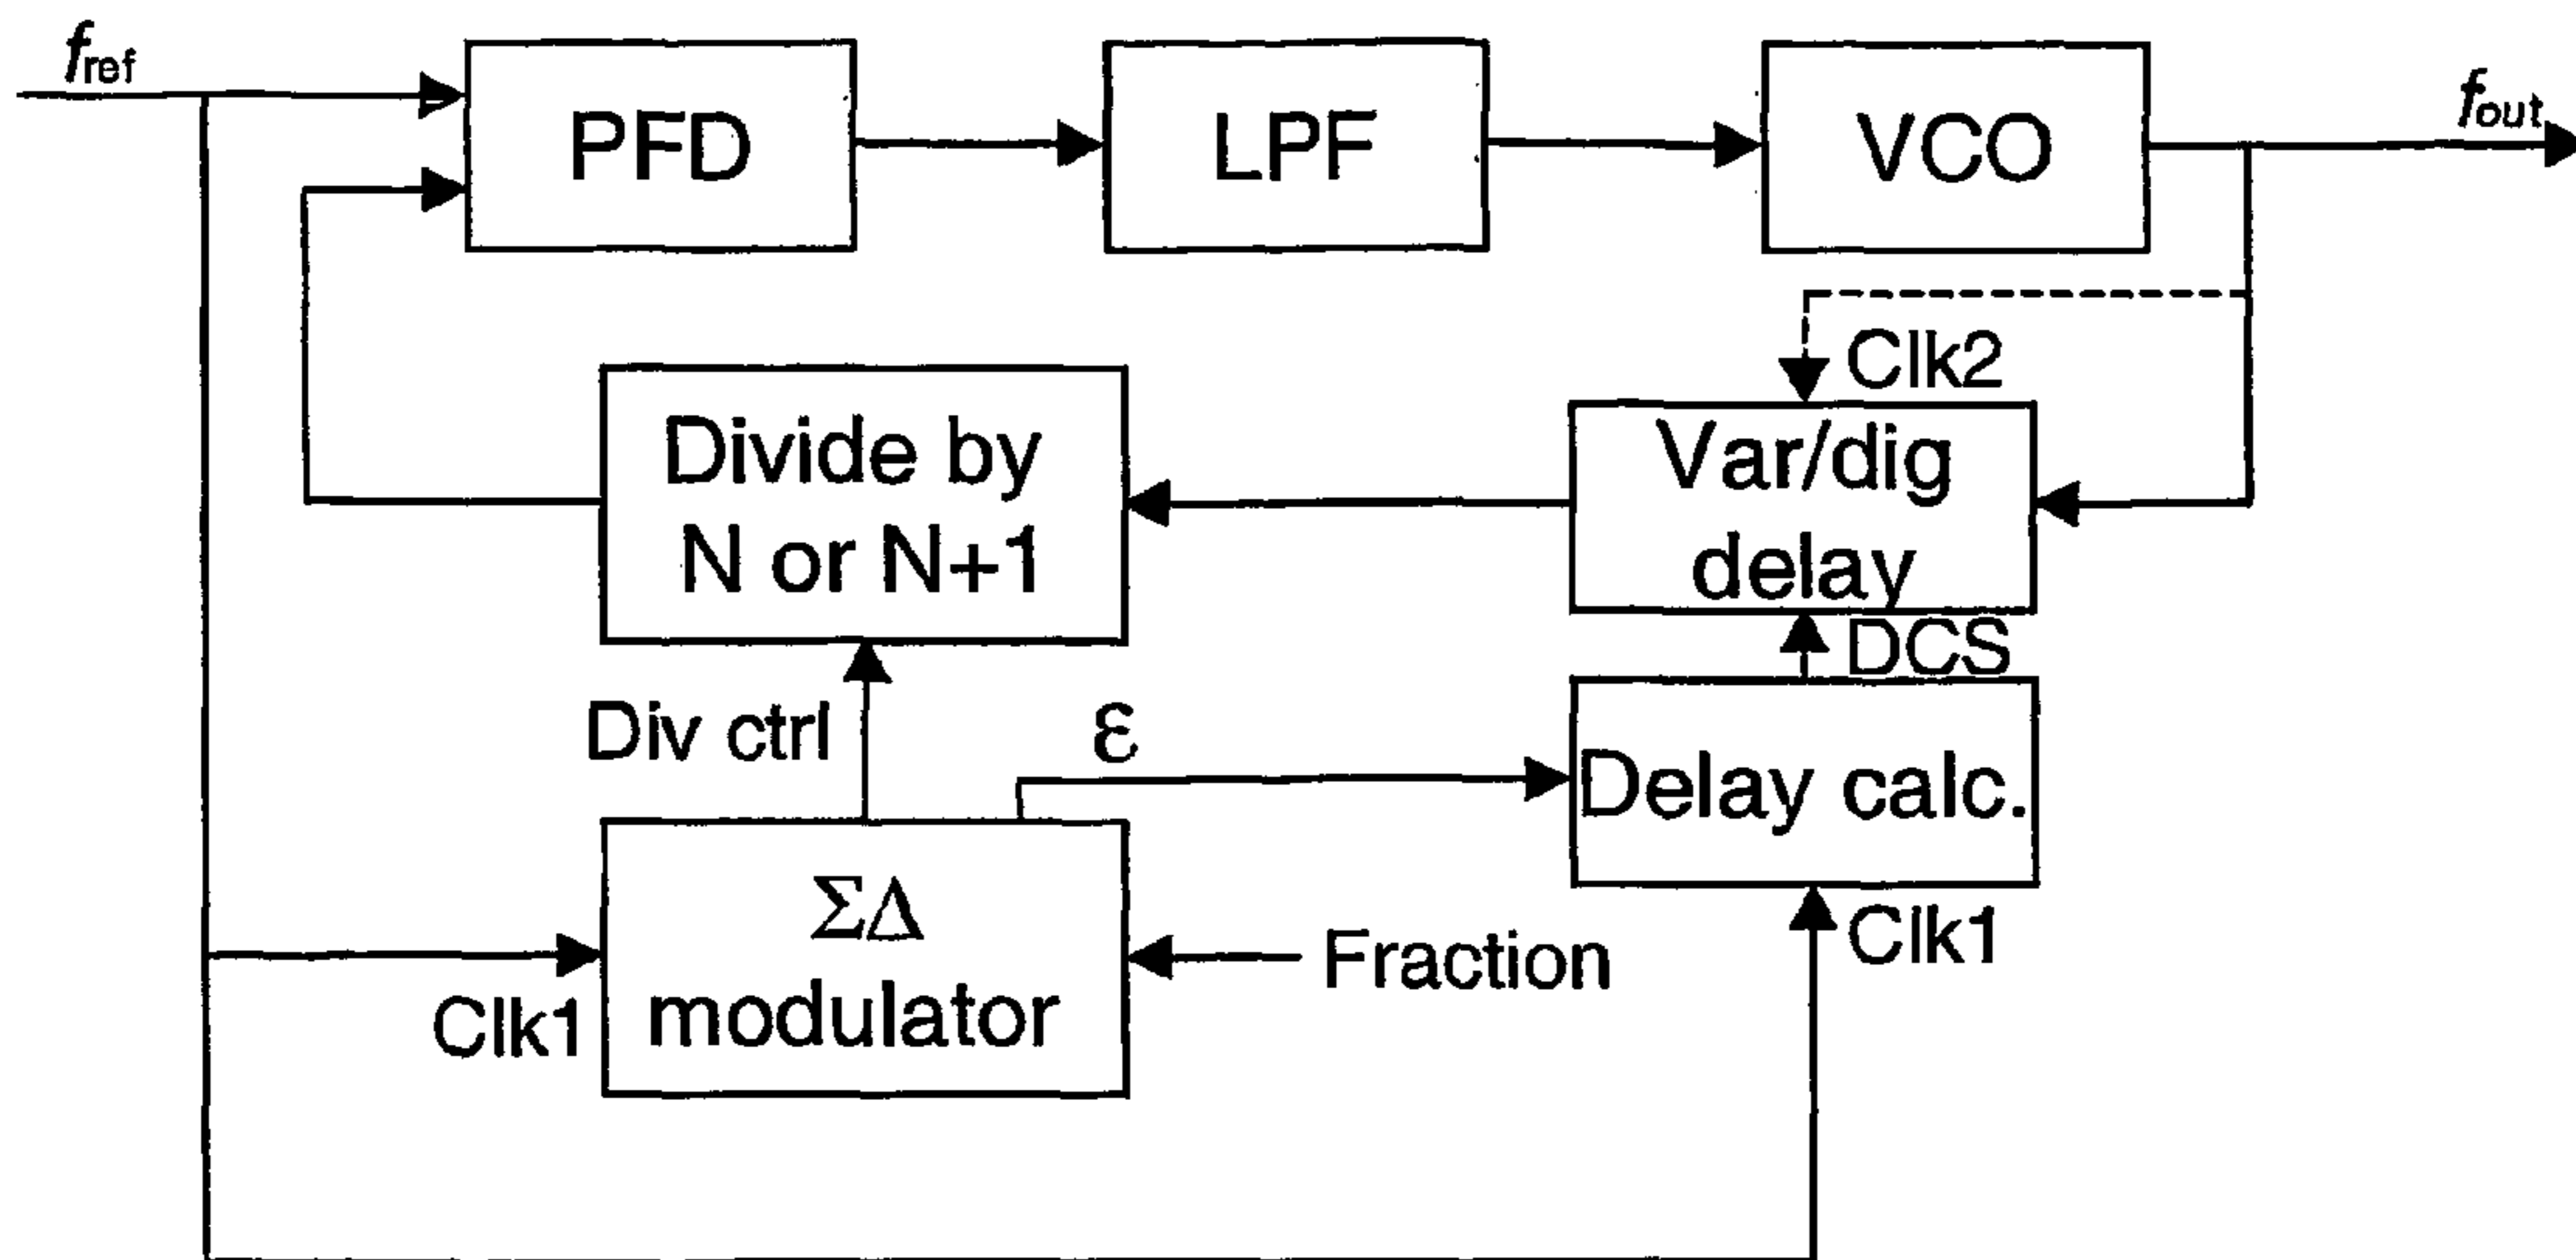 fref
PFD
LPF
VCO
fout
Clk2
Divide by
N or N+1
Var/dig
delay
DCS
Div ctrl
ε
Delay calc.
ΣΔ
modulator
Clk1
Fraction
Clk1